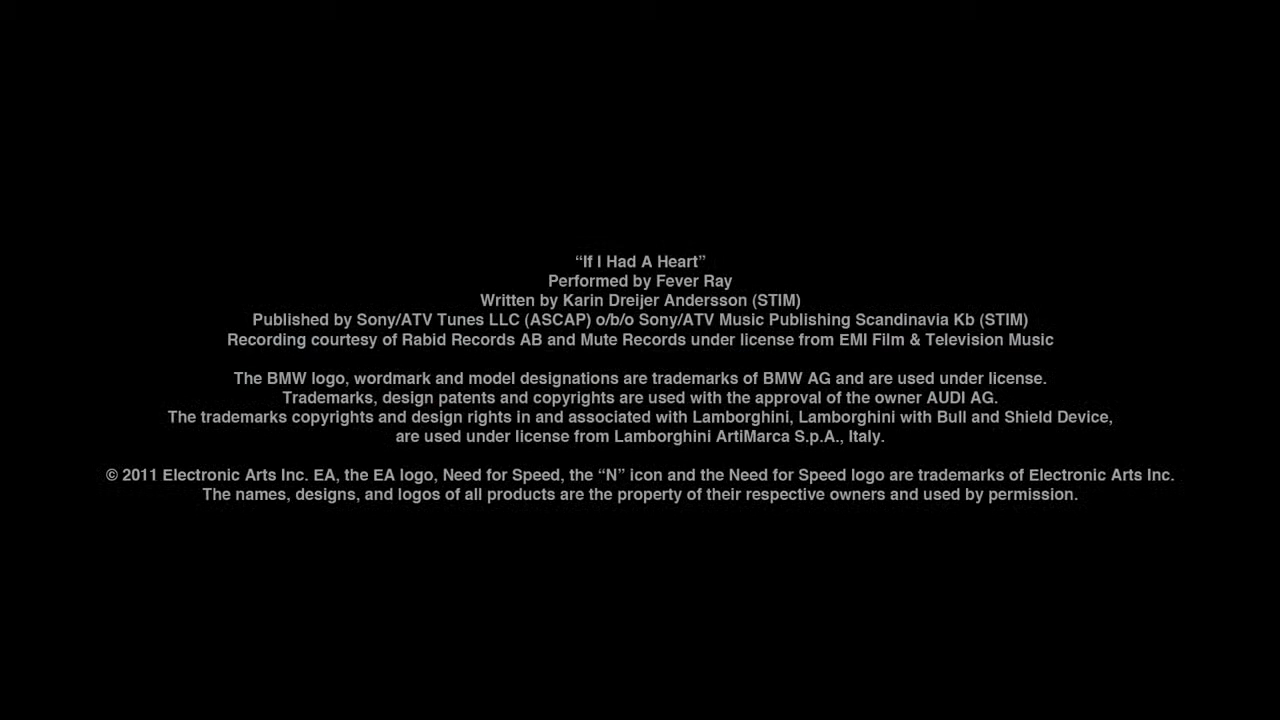 “If I Had A Heart”
Performed by Fever Ray
Written by Karin Dreijer Andersson (STIM)
Published by Sony/ATV Tunes LLC (ASCAP) o/b/o Sony/ATV Music Publishing Scandinavia Kb (STIM)
Recording courtesy of Rabid Records AB and Mute Records under license from EMI Film & Television Music
The BMW logo, wordmark and model designations are trademarks of BMW AG and are used under license.
Trademarks, design patents and copyrights are used with the approval of the owner AUDI AG.
The trademarks copyrights and design rights in and associated with Lamborghini, Lamborghini with Bull and Shield Device,
are used under license from Lamborghini ArtiMarca S.p.A., Italy.
© 2011 Electronic Arts Inc. EA, the EA logo, Need for Speed, the “N” icon and the Need for Speed logo are trademarks of Electronic Arts Inc.
The names, designs, and logos of all products are the property of their respective owners and used by permission.